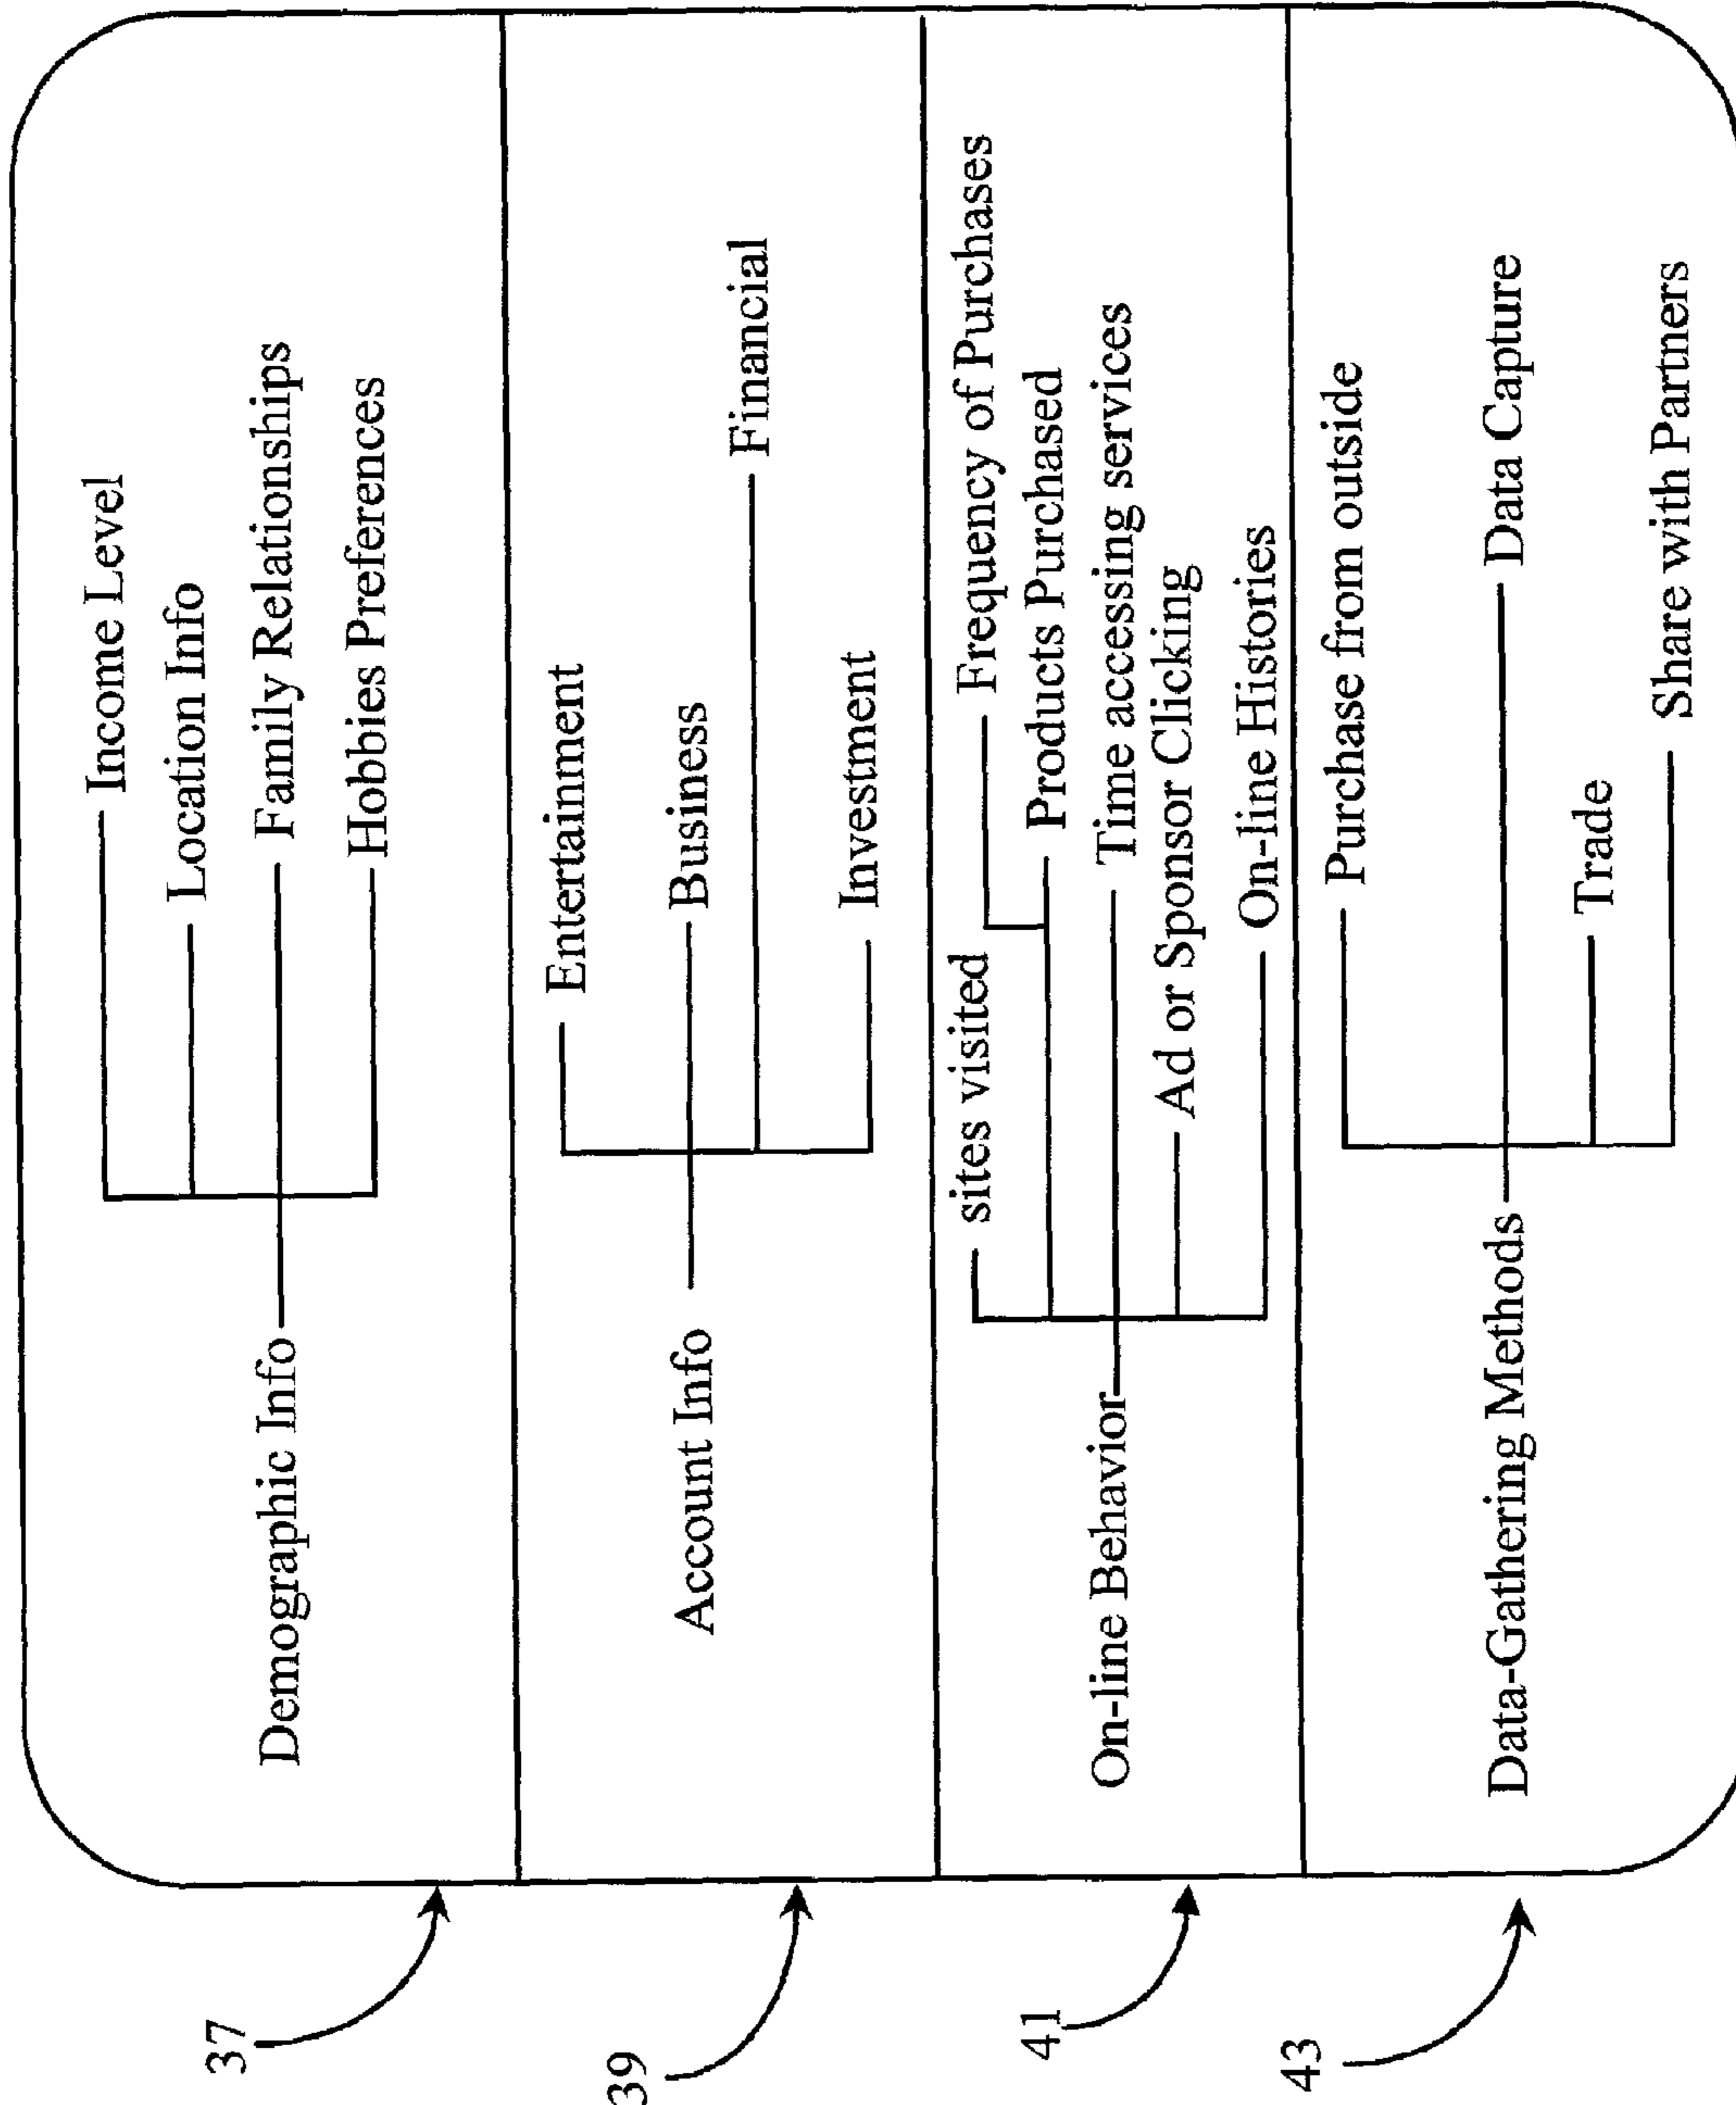 37
Demographic Info
Income Level
Location Info
Family Relationships
Hobbies Preferences
39
Account Info
Entertainment
Business
Financial
Investment
41
On-line Behavior
sites visited
Frequency of Purchases
Products Purchased
Time accessing services
Ad or Sponsor Clicking
On-line Histories
43
Data-Gathering Methods
Purchase from outside
Data Capture
Trade
Share with Partners